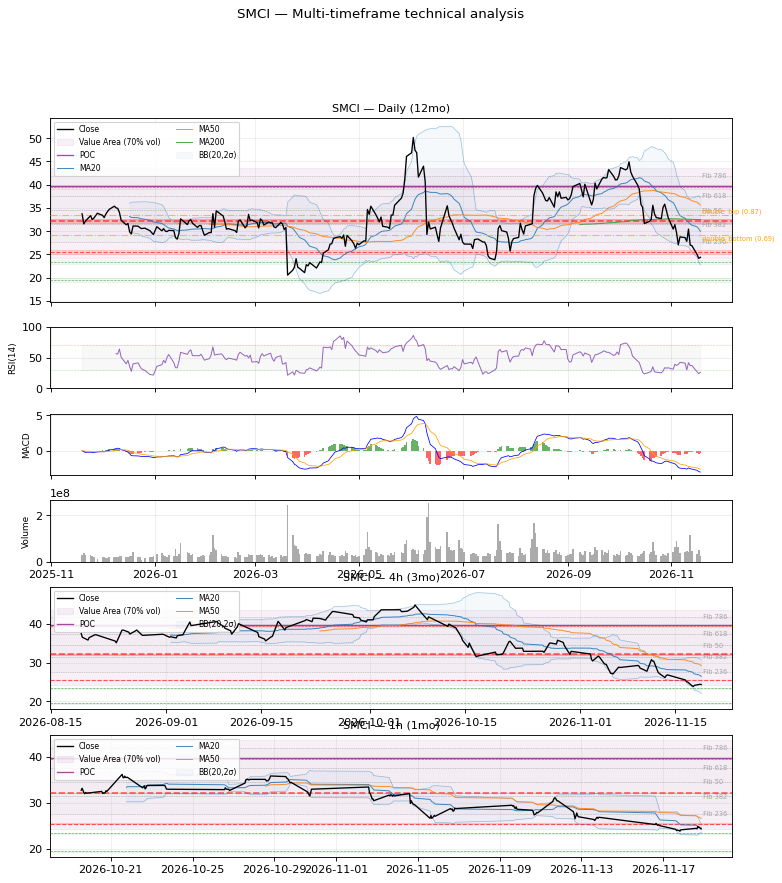 SMCI — Multi-timeframe technical analysis
SMCI — Daily (12mo)
Close
Value Area (70% vol)
POC
MA20
MA50
MA200
BB(20,2σ)
50
45
40
35
30
25
20
15
Fib 786
Fib 618
Fib 50
double_top (0.87)
Fib 382
double_bottom (0.69)
Fib 236
RSI(14)
100
50
0
MACD
5
0
1e8
Volume
2
0
2025-11
2026-01
2026-03
2026-05
2026-07
2026-09
2026-11
SMCI — 4h (3mo)
Close
Value Area (70% vol)
POC
MA20
MA50
BB(20,2σ)
40
30
20
Fib 786
Fib 618
Fib 50
Fib 382
Fib 236
2026-08-15
2026-09-01
2026-09-15
2026-10-01
2026-10-15
2026-11-01
2026-11-15
SMCI — 1h (1mo)
Close
Value Area (70% vol)
POC
MA20
MA50
BB(20,2σ)
40
30
20
Fib 786
Fib 618
Fib 50
Fib 382
Fib 236
2026-10-21
2026-10-25
2026-10-29
2026-11-01
2026-11-05
2026-11-09
2026-11-13
2026-11-17